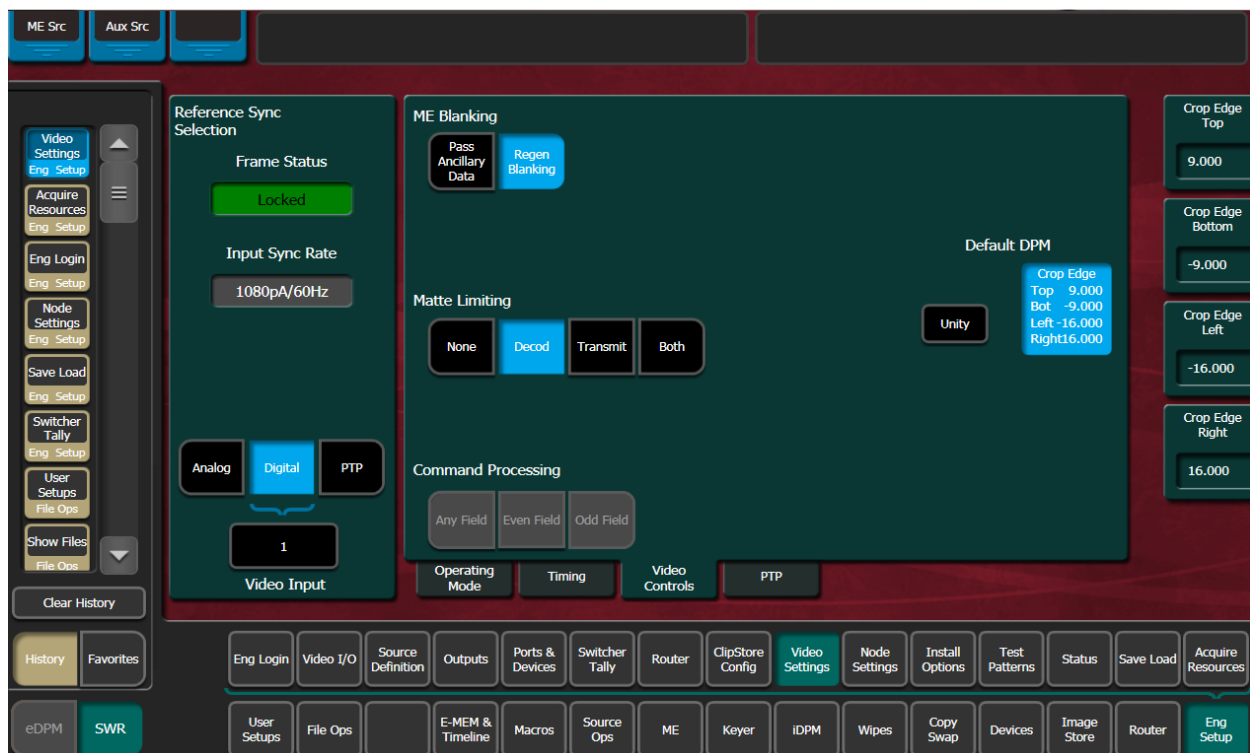 ME Src
Aux Src
Video
Settings
Eng Setup
Acquire
Resources
Eng Setup
Eng Login
Eng Setup
Node
Settings
Eng Setup
Save Load
Eng Setup
Switcher
Tally
Eng Setup
User
Setups
File Ops
Show Files
File Ops
Clear History
History
Favorites
eDPM
SWR
Reference Sync
Selection
Frame Status
Locked
Input Sync Rate
1080pA/60Hz
Analog
Digital
PTP
1
Video Input
ME Blanking
Pass
Ancillary
Data
Regen
Blanking
Matte Limiting
None
Decod
Transmit
Both
Default DPM
Unity
Crop Edge
Top 9.000
Bot -9.000
Left -16.000
Right16.000
Command Processing
Any Field
Even Field
Odd Field
Operating
Mode
Timing
Video
Controls
PTP
Crop Edge
Top
9.000
Crop Edge
Bottom
-9.000
Crop Edge
Left
-16.000
Crop Edge
Right
16.000
Eng Login
Video I/O
Source
Definition
Outputs
Ports &
Devices
Switcher
Tally
Router
ClipStore
Config
Video
Settings
Node
Settings
Install
Options
Test
Patterns
Status
Save Load
Acquire
Resources
User
Setups
File Ops
E-MEM &
Timeline
Macros
Source
Ops
ME
Keyer
iDPM
Wipes
Copy
Swap
Devices
Image
Store
Router
Eng
Setup